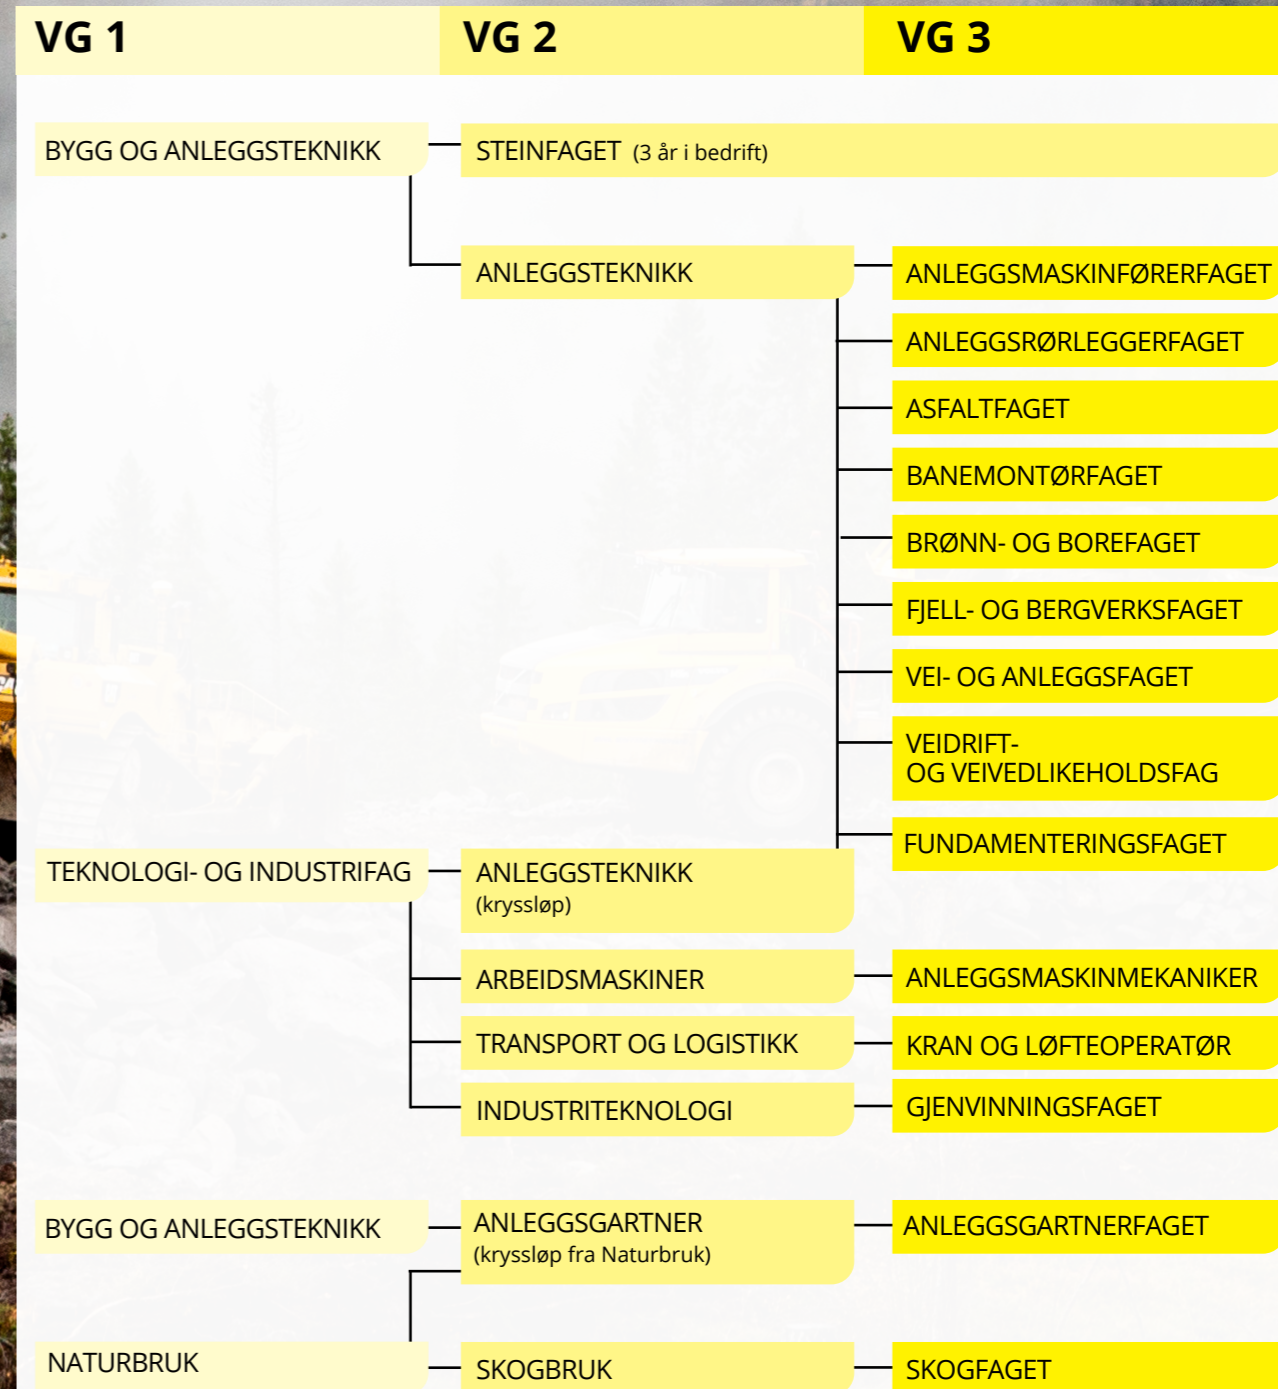 VG 1
VG 2
VG 3
BYGG OG ANLEGGSTEKNIKK
STEINFAGET (3 år i bedrift)
ANLEGGSTEKNIKK
ANLEGGSMASKINFØRERFAGET
ANLEGGSRØRLEGGERFAGET
ASFALTFAGET
BANEMONTØRFAGET
BRØNN- OG BOREFAGET
FJELL- OG BERGVERKSFAGET
VEI- OG ANLEGGSFAGET
VEIDRIFT-
OG VEIVEDLIKEHOLDSFAG
FUNDAMENTERINGSFAGET
TEKNOLOGI- OG INDUSTRIFAG
ANLEGGSTEKNIKK
(kryssløp)
ARBEIDSMASKINER
ANLEGGSMASKINMEKANIKER
TRANSPORT OG LOGISTIKK
KRAN OG LØFTEOPERATØR
INDUSTRITEKNOLOGI
GJENVINNINGSFAGET
BYGG OG ANLEGGSTEKNIKK
ANLEGGSGARTNER
(kryssløp fra Naturbruk)
ANLEGGSGARTNERFAGET
NATURBRUK
SKOGBRUK
SKOGFAGET